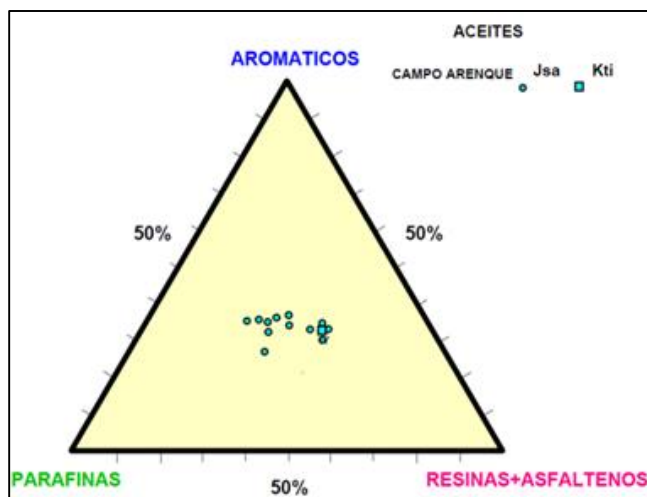 ACEITES
AROMATICOS
CAMPO ARENQUE Jsa Kti
50% 50%
PARAFINAS 50% RESINAS+ASFALTENOS